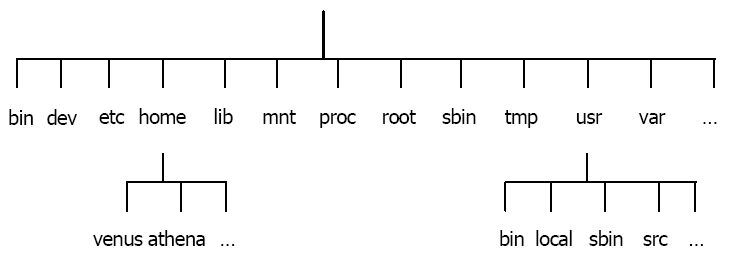 bin dev etc home lib mnt proc root sbin tmp usr var ...
venus athena ... bin local sbin src ...